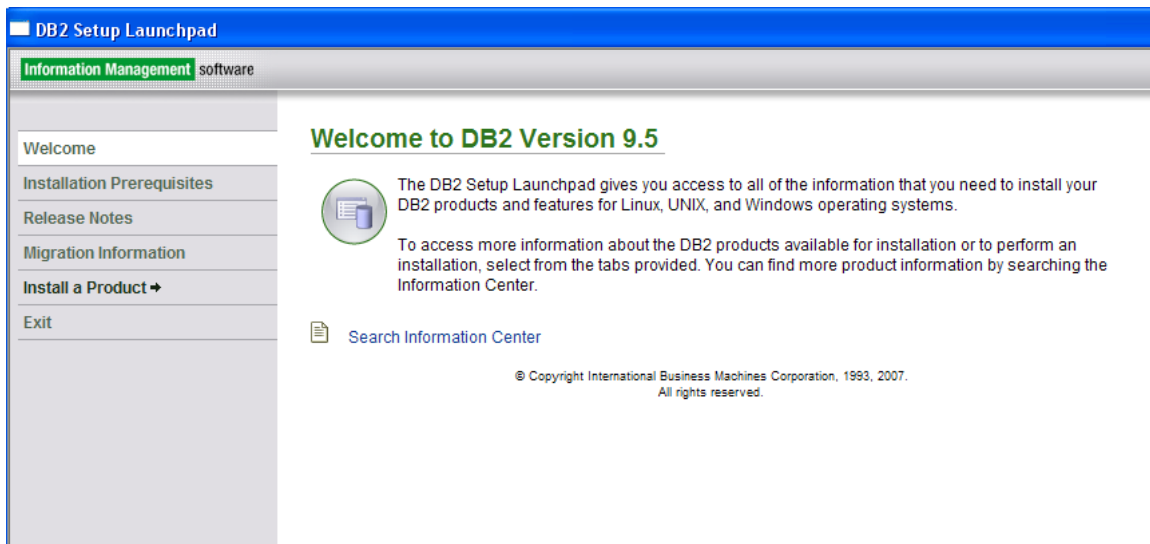 DB2 Setup Launchpad
Information Management software
Welcome
Installation Prerequisites
Release Notes
Migration Information
Install a Product
Exit
Welcome to DB2 Version 9.5
The DB2 Setup Launchpad gives you access to all of the information that you need to install your
DB2 products and features for Linux, UNIX, and Windows operating systems.
To access more information about the DB2 products available for installation or to perform an
installation, select from the tabs provided. You can find more product information by searching the
Information Center.
Search Information Center
© Copyright International Business Machines Corporation, 1993, 2007.
All rights reserved.